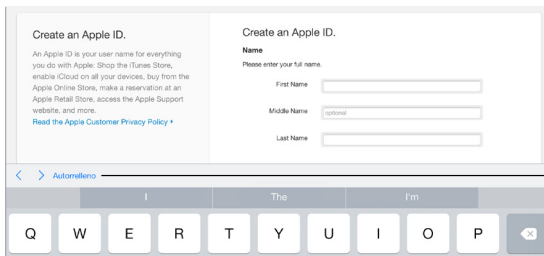 Create an Apple ID.
An Apple ID is your user name for everything
you do with Apple: Shop the iTunes Store,
enable iCloud on all your devices, buy from the
Apple Online Store, make a reservation at an
Apple Retail Store, access the Apple Support
website, and more.
Read the Apple Customer Privacy Policy
Create an Apple ID.
Name
Please enter your full name.
First Name
Middle Name optional
Last Name
Autorrelleno
I The I'm
Q W E R T Y U I O P